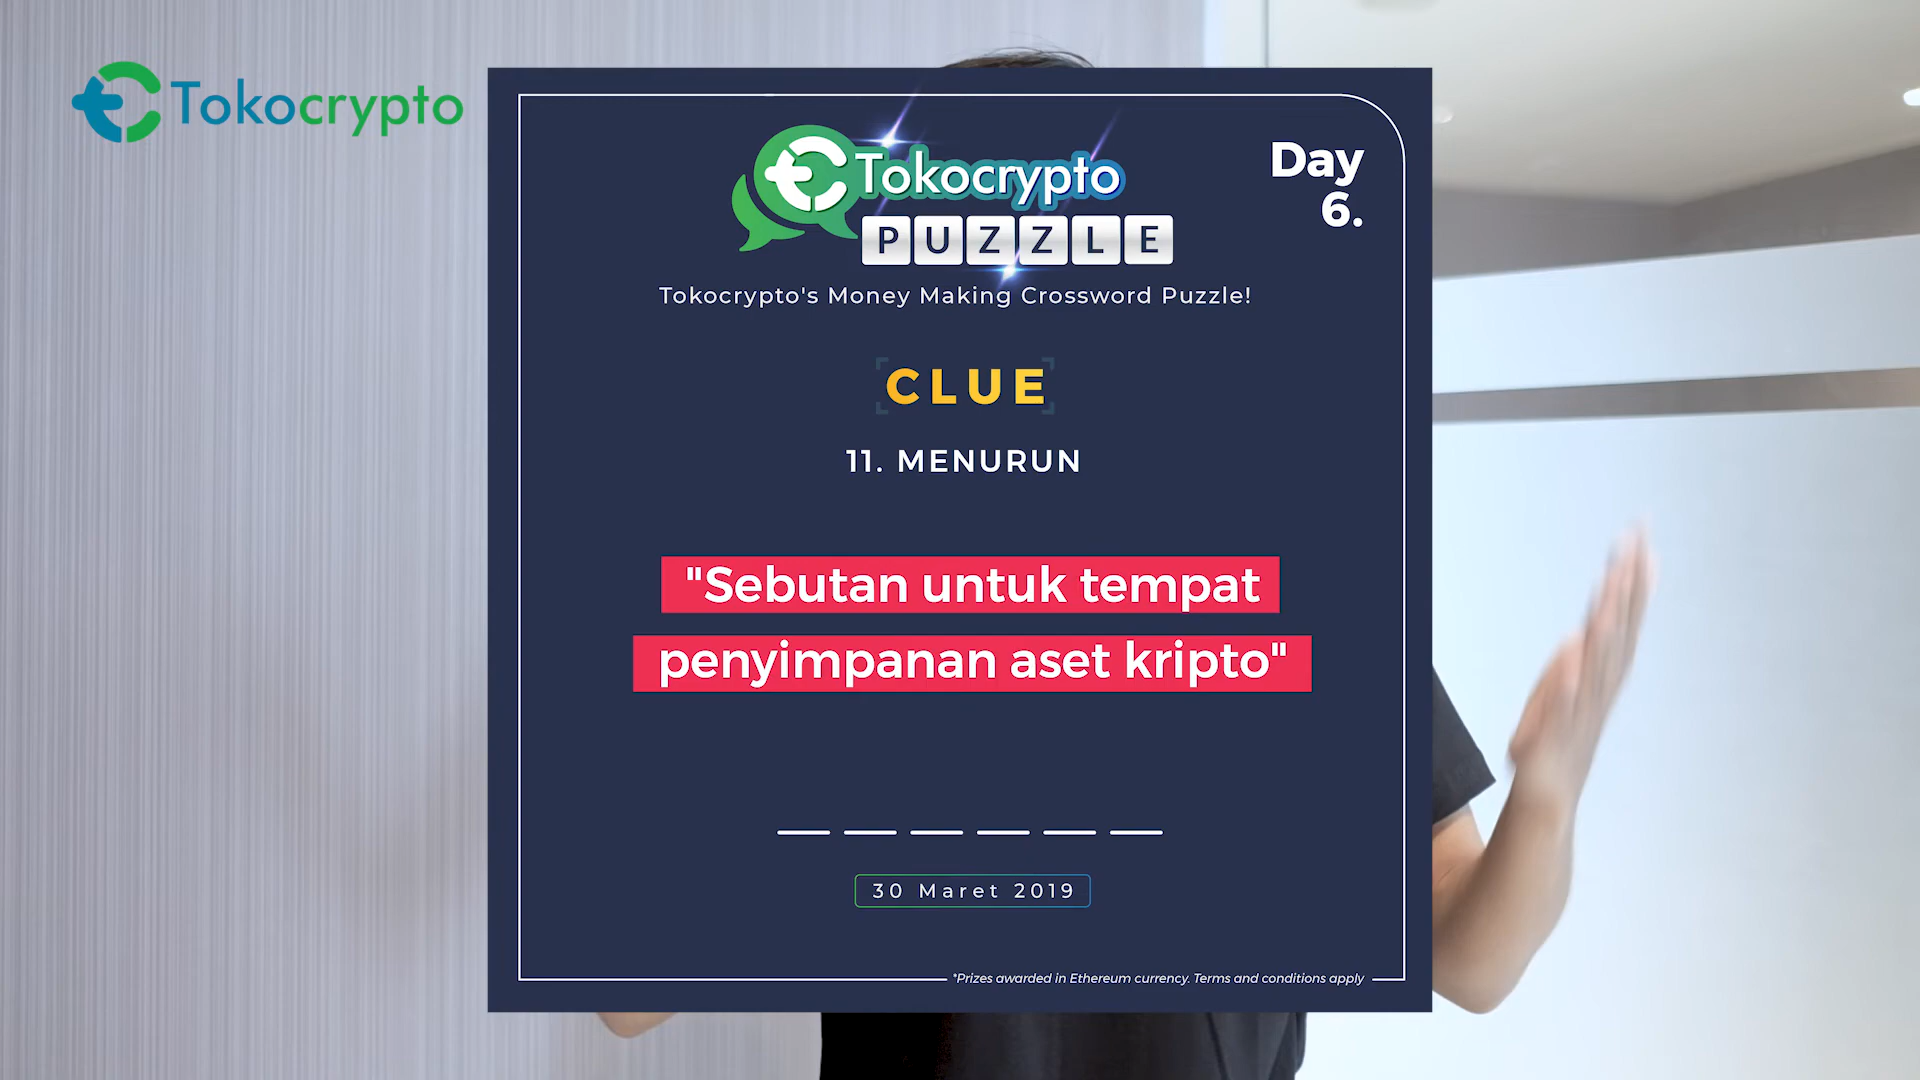 Tokocrypto
Tokocrypto
PUZZLE
Day
6.
Tokocrypto's Money Making Crossword Puzzle!
CLUE
11. MENURUN
"Sebutan untuk tempat
penyimpanan aset kripto"
30 Maret 2019
*Prizes awarded in Ethereum currency. Terms and conditions apply